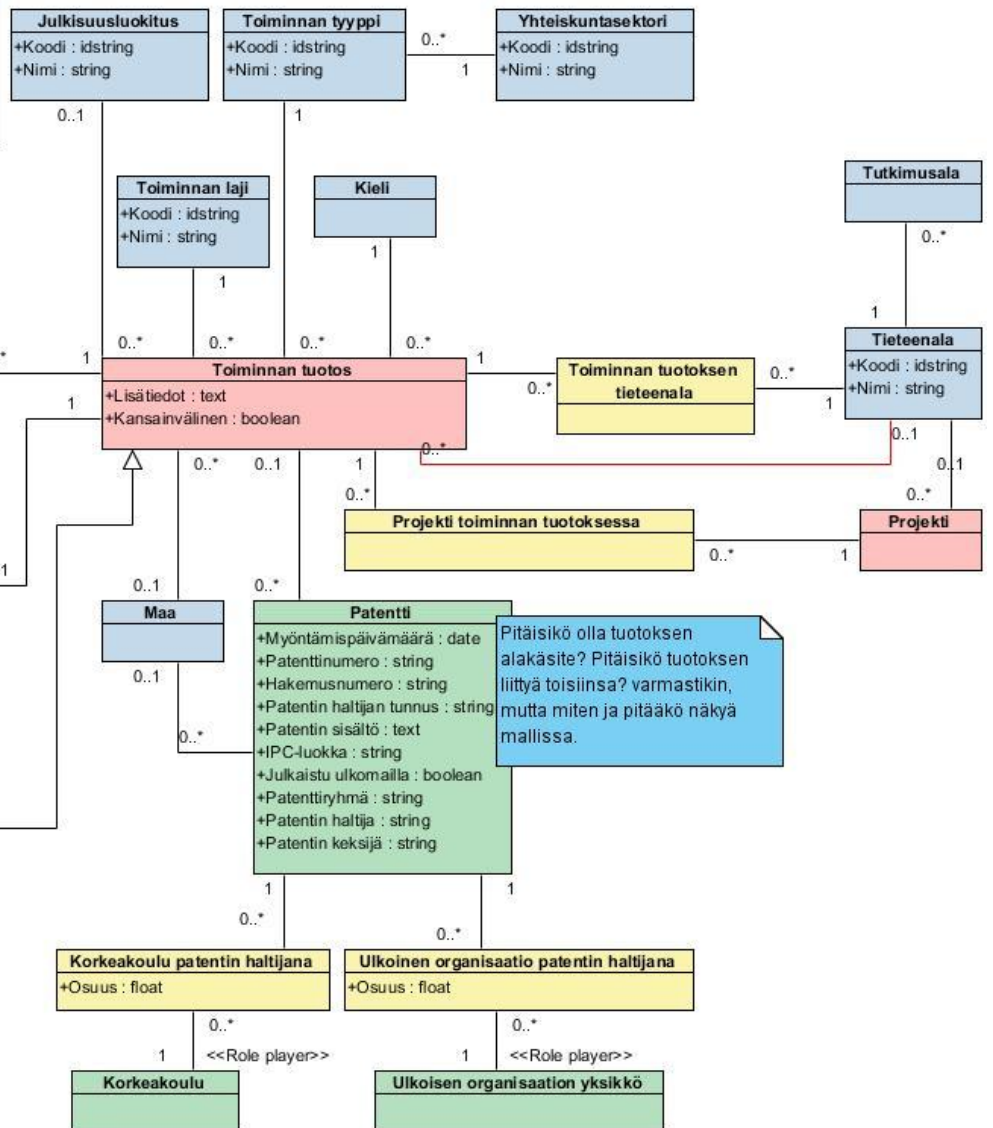 Julkisuusluokitus
+Koodi : idstring
+Nimi : string
Toiminnan tyyppi
+Koodi : idstring
+Nimi : string
Yhteiskuntasektori
+Koodi : idstring
+Nimi : string
0..*
1
0..1
1
Toiminnan laji
+Koodi : idstring
+Nimi : string
Kieli
Tutkimusala
0..*
1
1
1
Tieteenala
+Koodi : idstring
+Nimi : string
*
1
0..*
0..*
0..*
0..*
1
Toiminnan tuotos
+Lisätiedot : text
+Kansainvälinen : boolean
1
0..*
Toiminnan tuotoksen
tieteenala
0..*
1
0..*
0..1
1
0..*
0..1
0..1
0..*
0..*
Projekti toiminnan tuotoksessa
0..*
1
Projekti
1
0..1
0..*
Maa
0..1
0..*
Patentti
+Myöntämispäivämäärä : date
+Patenttinumero : string
+Hakemusnumero : string
+Patentin haltijan tunnus : string
+Patentin sisältö : text
+IPC-luokka : string
+Julkaistu ulkomailla : boolean
+Patenttiryhmä : string
+Patentin haltija : string
+Patentin keksijä : string
Pitäisikö olla tuotoksen
alakäsite? Pitäisikö tuotoksen
liittyä toisiinsa? varmastikin,
mutta miten ja pitääkö näkyä
mallissa.
1
1
0..*
0..*
Korkeakoulu patentin haltijana
+Osuus : float
Ulkoinen organisaatio patentin haltijana
+Osuus : float
0..*
1
<<Role player>>
0..*
1
<<Role player>>
Korkeakoulu
Ulkoisen organisaation yksikkö